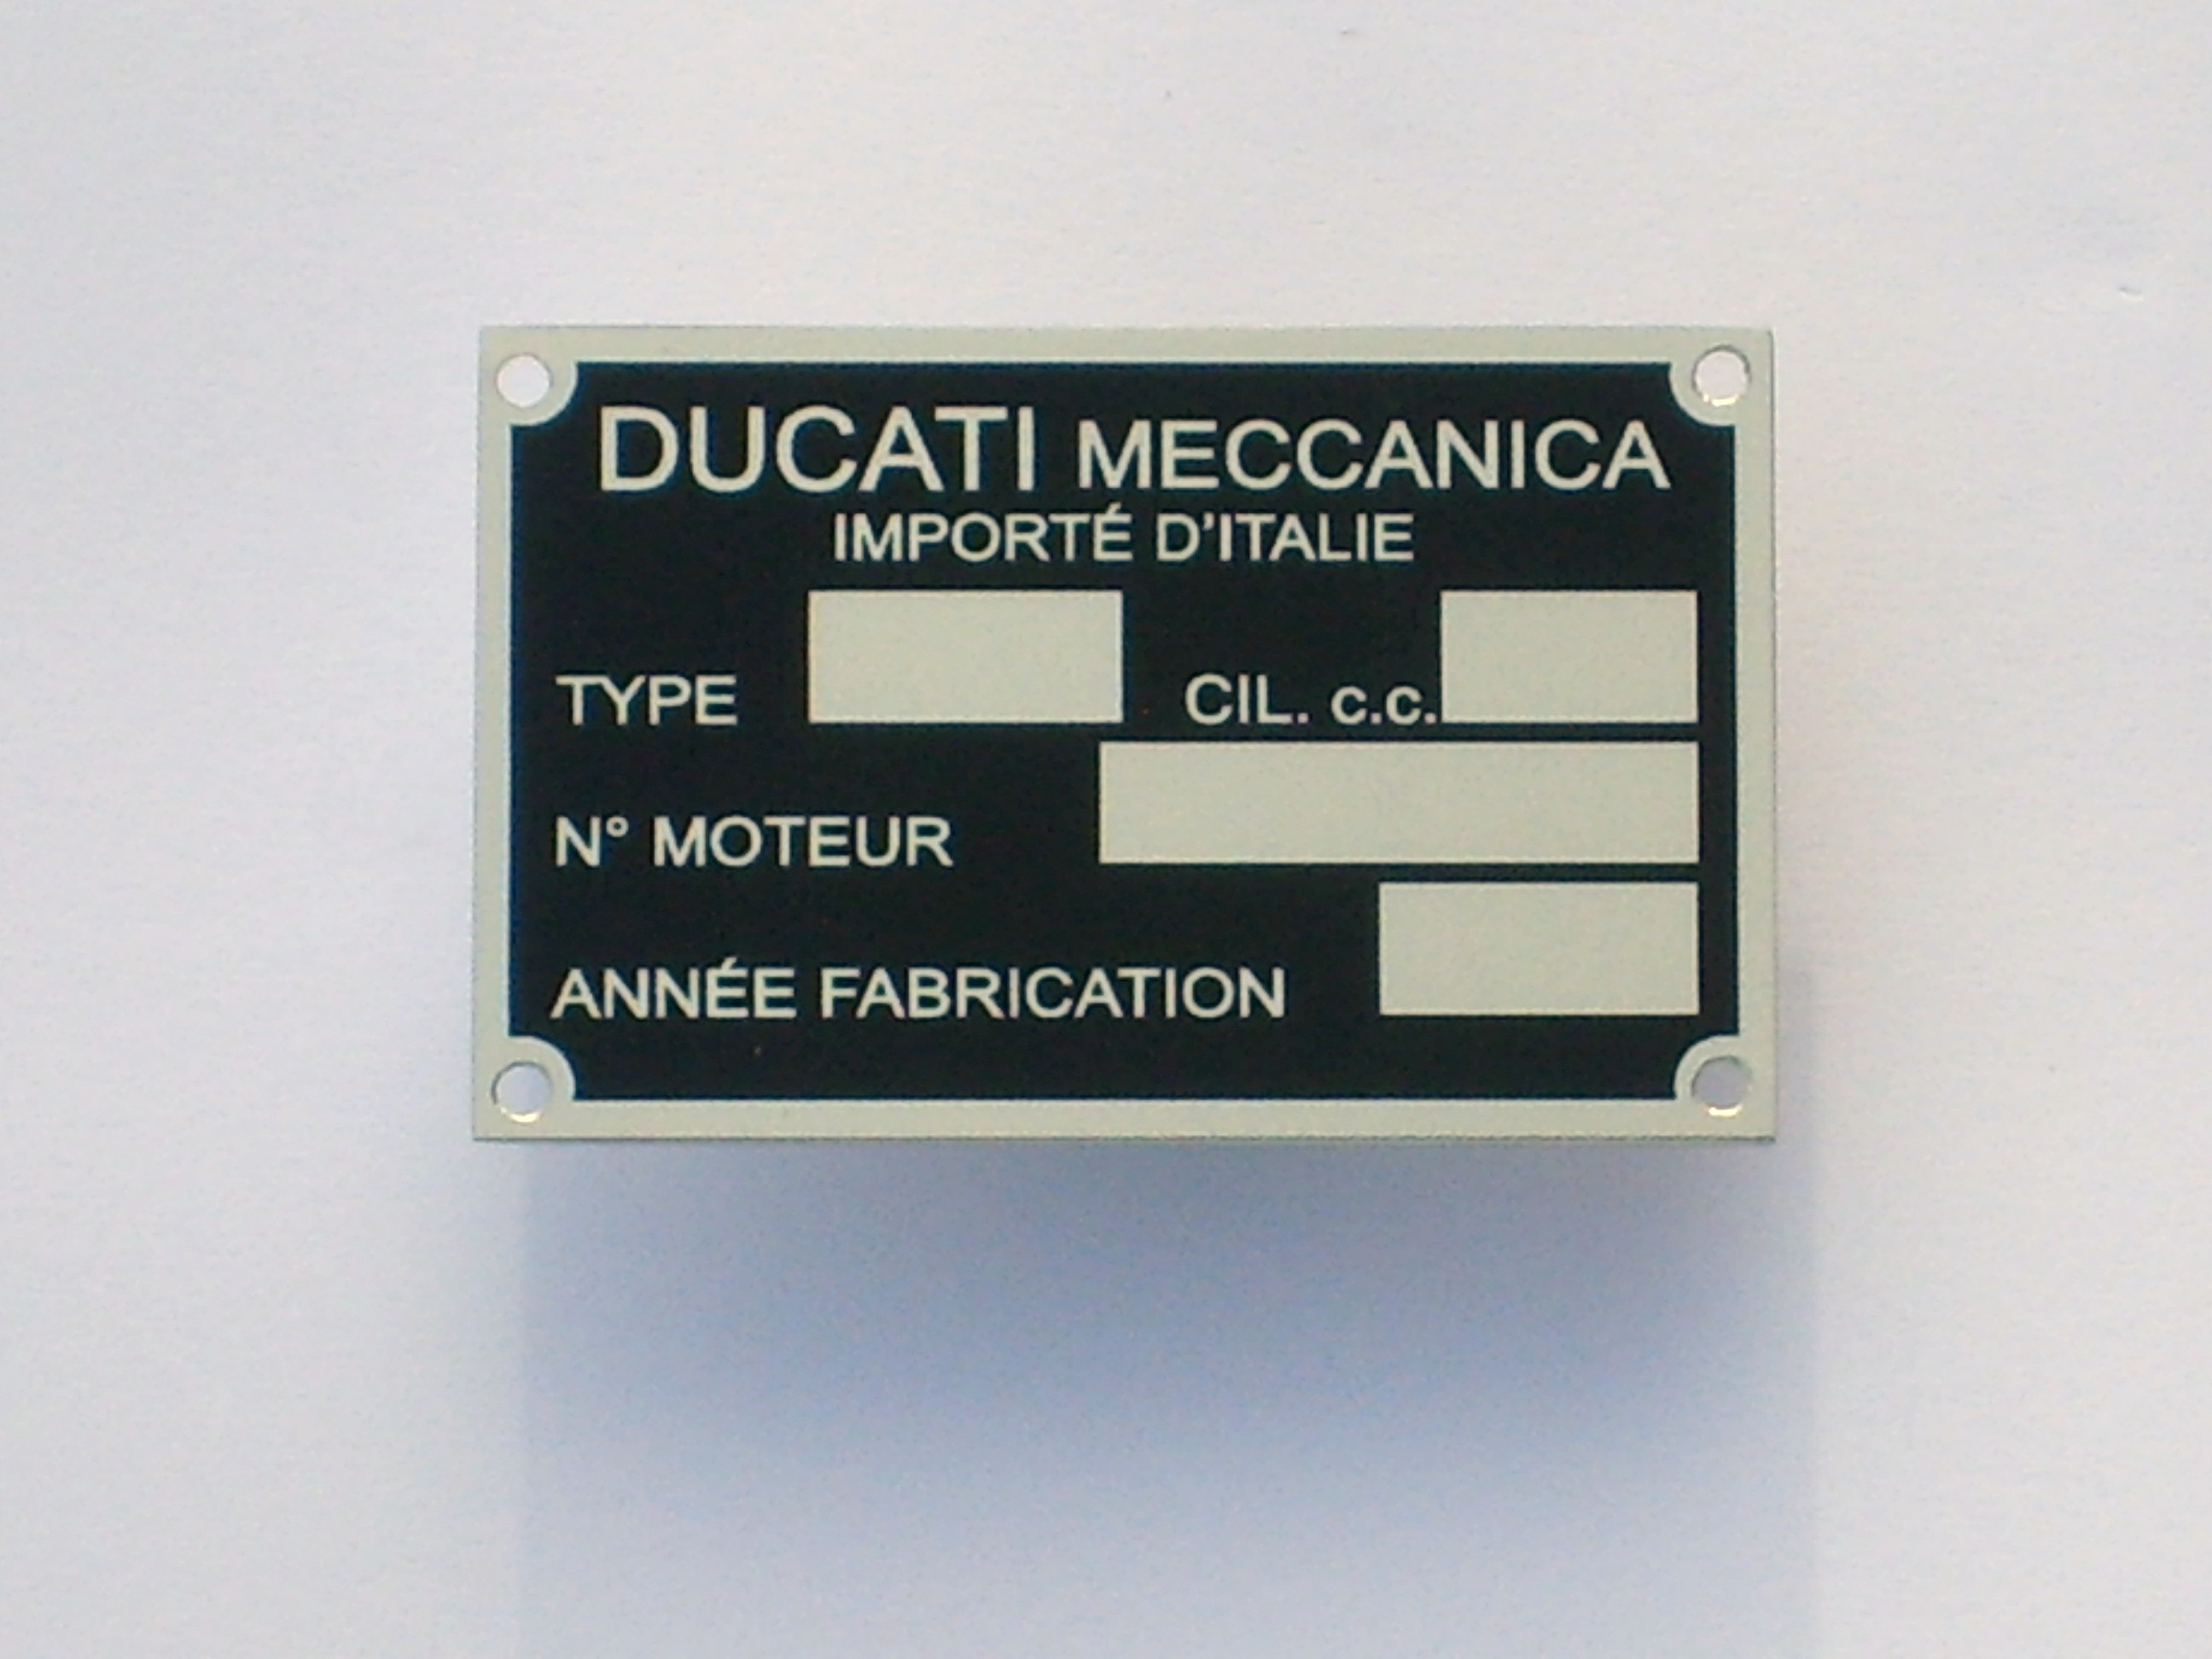 DUCATI MECCANICA
IMPORTÉ D'ITALIE
TYPE CIL. c.c.
N° MOTEUR
ANNÉE FABRICATION